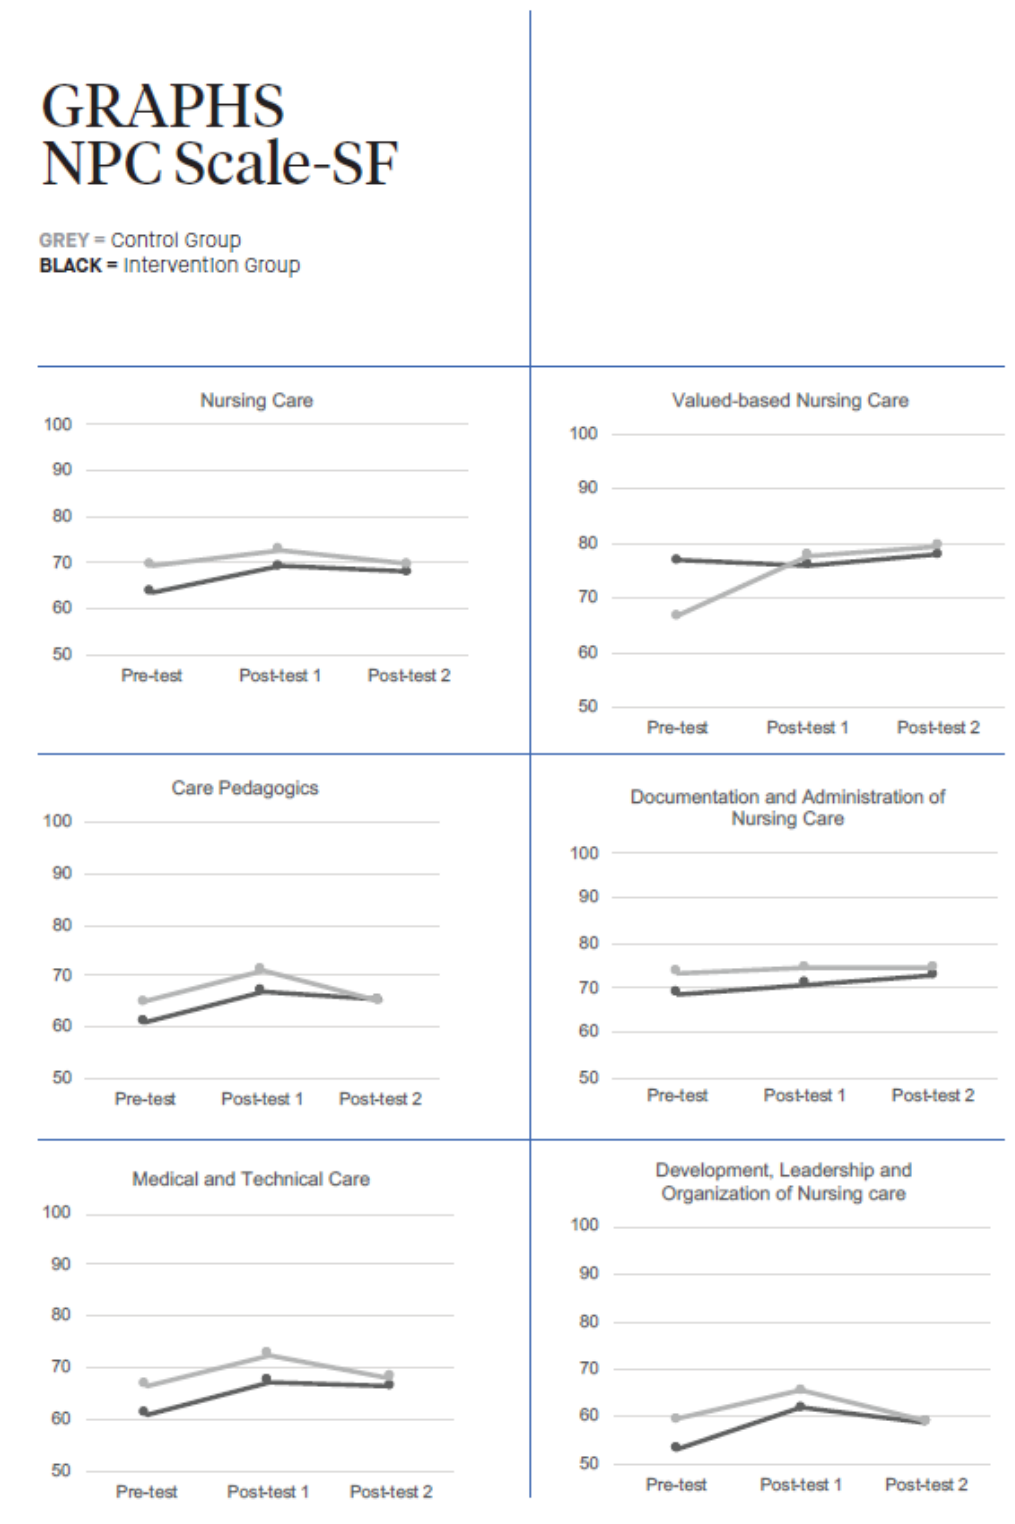 GRAPHS
NPC Scale-SF
GREY = Control Group
BLACK = Intervention Group
Nursing Care
100
90
80
70
60
50
Pre-test Post-test 1 Post-test 2
Valued-based Nursing Care
100
90
80
70
60
50
Pre-test Post-test 1 Post-test 2
Care Pedagogics
100
90
80
70
60
50
Pre-test Post-test 1 Post-test 2
Documentation and Administration of
Nursing Care
100
90
80
70
60
50
Pre-test Post-test 1 Post-test 2
Medical and Technical Care
100
90
80
70
60
50
Pre-test Post-test 1 Post-test 2
Development, Leadership and
Organization of Nursing care
100
90
80
70
60
50
Pre-test Post-test 1 Post-test 2